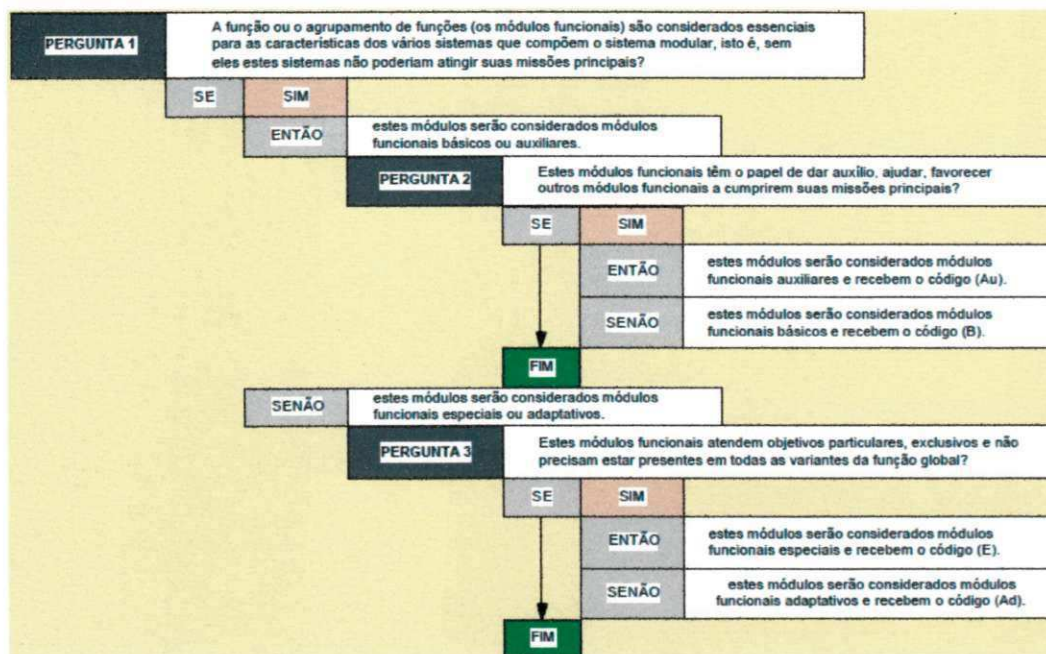 PERGUNTA 1
A função ou o agrupamento de funções (os módulos funcionais) são considerados essenciais
para as características dos vários sistemas que compõem o sistema modular, isto é, sem
eles estes sistemas não poderiam atingir suas missões principais?
SE
SIM
ENTÃO
estes módulos serão considerados módulos
funcionais básicos ou auxiliares.
PERGUNTA 2
Estes módulos funcionais têm o papel de dar auxílio, ajudar, favorecer
outros módulos funcionais a cumprirem suas missões principais?
SE
SIM
ENTÃO
estes módulos serão considerados módulos
funcionais auxiliares e recebem o código (Au).
SENÃO
estes módulos serão considerados módulos
funcionais básicos e recebem o código (B).
FIM
SENÃO
estes módulos serão considerados módulos
funcionais especiais ou adaptativos.
PERGUNTA 3
Estes módulos funcionais atendem objetivos particulares, exclusivos e não
precisam estar presentes em todas as variantes da função global?
SE
SIM
ENTÃO
estes módulos serão considerados módulos
funcionais especiais e recebem o código (E).
SENÃO
estes módulos serão considerados módulos
funcionais adaptativos e recebem o código (Ad).
FIM